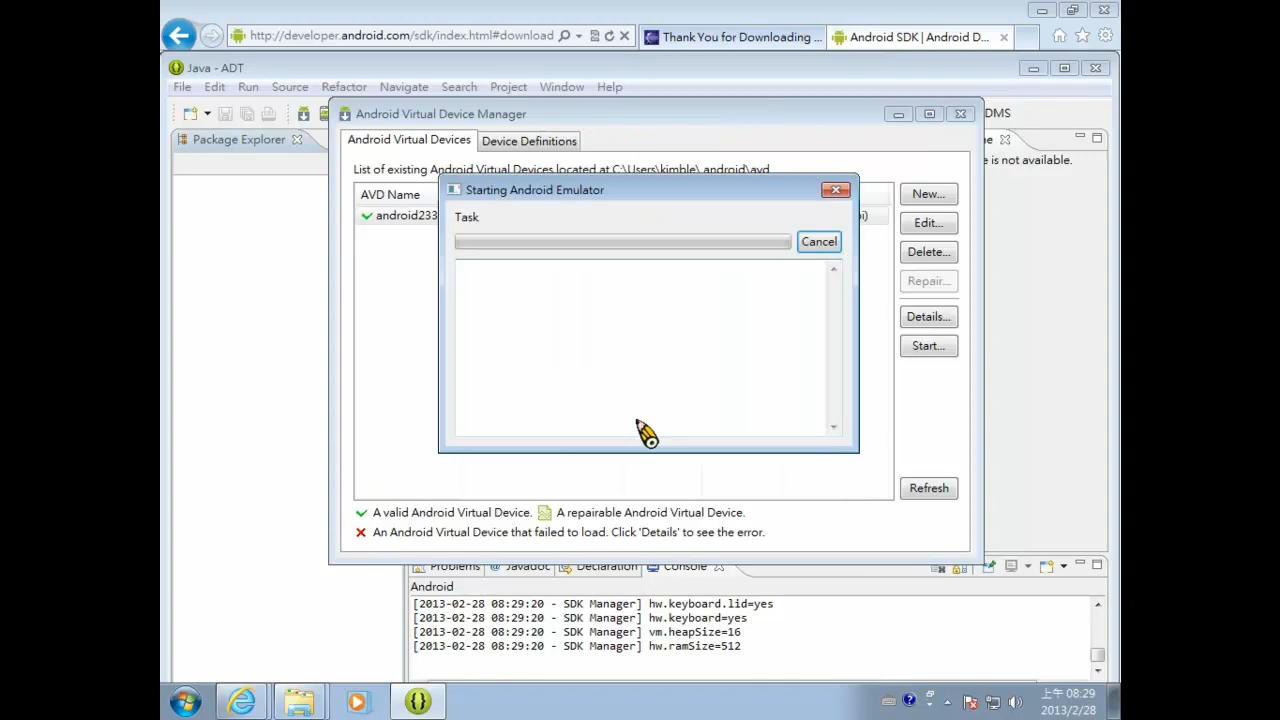 http://developer.android.com/sdk/index.html#download
Thank You for Downloading ...
Android SDK | Android D...
Java - ADT
File Edit Run Source Refactor Navigate Search Project Window Help
Android Virtual Device Manager
DMS
Package Explorer
Android Virtual Devices
Device Definitions
e is not available.
List of existing Android Virtual Devices located at C:\Users\kimble\.android\avd
AVD Name
New...
Starting Android Emulator
android233
Task
Edit...
Cancel
Delete...
Repair...
Details...
Start...
Refresh
A valid Android Virtual Device. A repairable Android Virtual Device.
An Android Virtual Device that failed to load. Click 'Details' to see the error.
Problems @ Javadoc Declaration Console
Android
[2013-02-28 08:29:20 - SDK Manager] hw.keyboard.lid=yes
[2013-02-28 08:29:20 - SDK Manager] hw.keyboard=yes
[2013-02-28 08:29:20 - SDK Manager] vm.heapSize=16
[2013-02-28 08:29:20 - SDK Manager] hw.ramSize=512
上午 08:29
2013/2/28